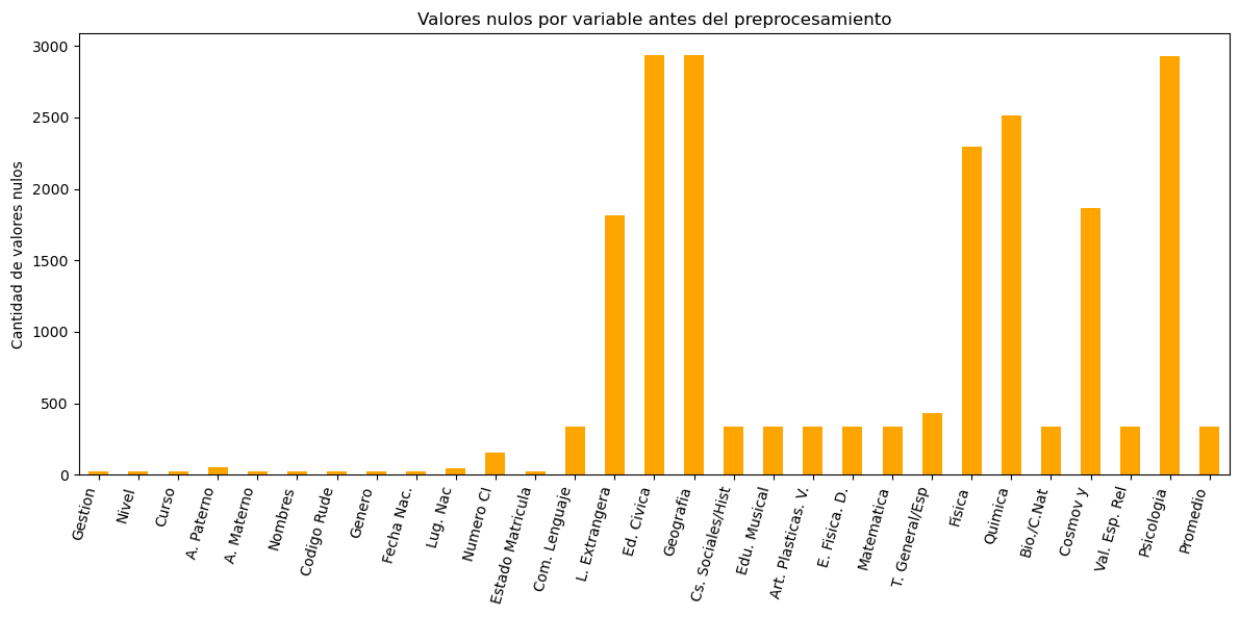 Valores nulos por variable antes del preprocesamiento
Cantidad de valores nulos
3000
2500
2000
1500
1000
500
0
Gestion
Nivel
Curso
A. Paterno
A. Materno
Nombres
Codigo Rude
Genero
Fecha Nac.
Lug. Nac
Numero CI
Estado Matricula
Com. Lenguaje
L. Extrangera
Ed. Civica
Geografia
Cs. Sociales/Hist
Edu. Musical
Art. Plasticas. V.
E. Fisica. D.
Matematica
T. General/Esp
Fisica
Quimica
Bio./C.Nat
Cosmov y
Val. Esp. Rel
Psicologia
Promedio